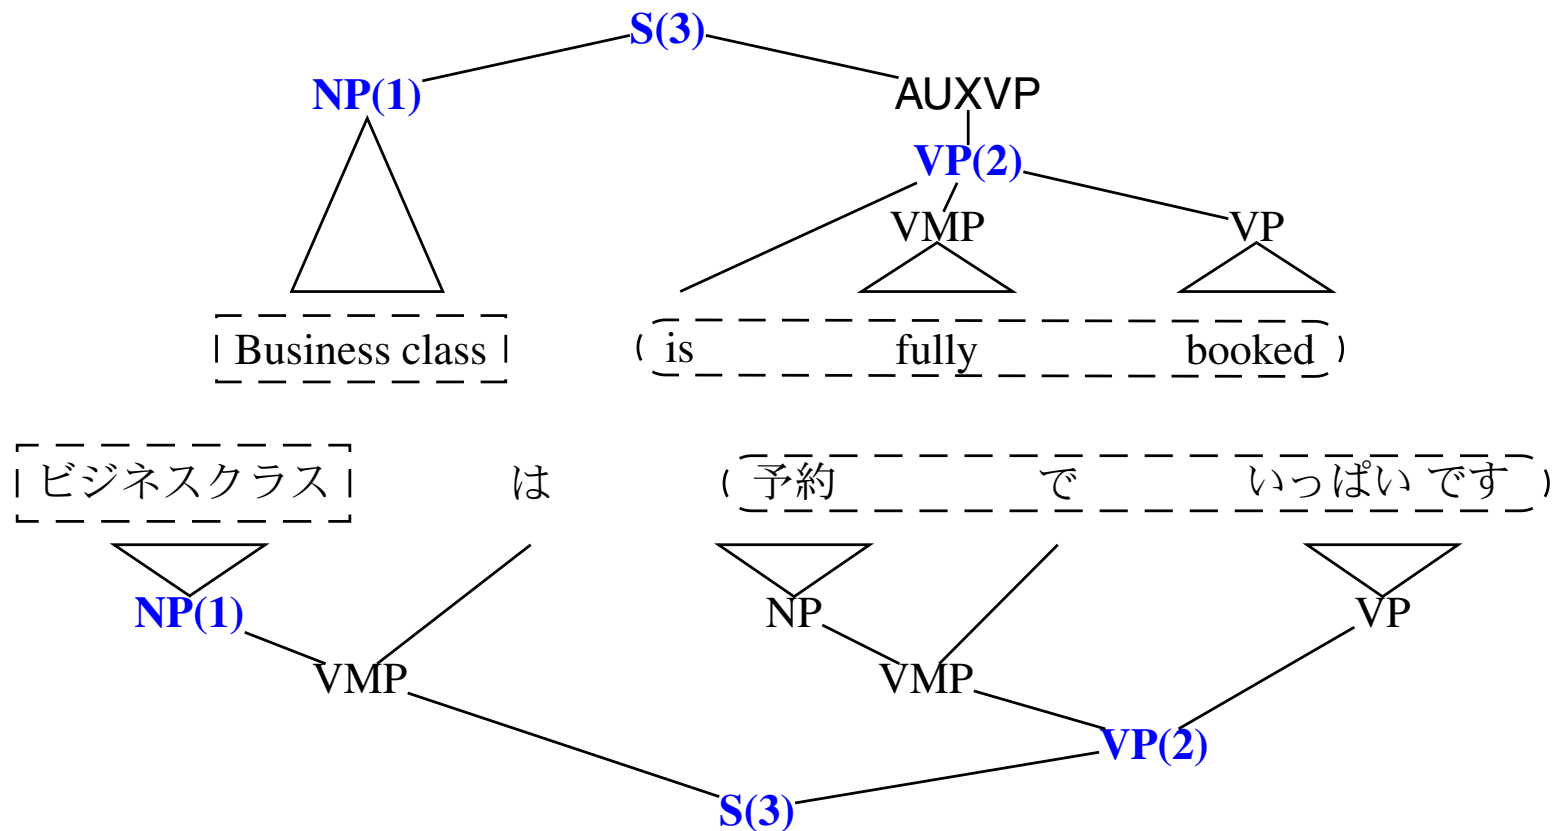 S(3)
NP(1) AUXVP
VP(2)
VMP VP
Business class is fully booked
ビジネスクラス は 予約 で いっぱい です
NP(1) NP VP
VMP VMP
VP(2)
S(3)